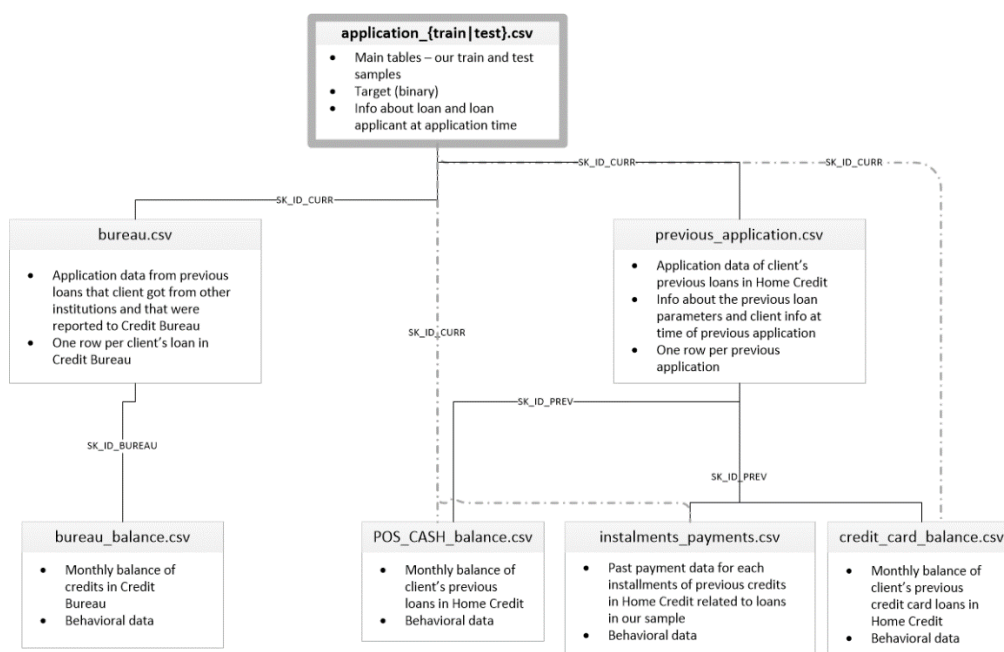 application_{train|test}.csv
• Main tables – our train and test
samples
• Target (binary)
• Info about loan and loan
applicant at application time
SK_ID_CURR
SK_ID_CURR
SK_ID_CURR
bureau.csv
• Application data from previous
loans that client got from other
institutions and that were
reported to Credit Bureau
• One row per client's loan in
Credit Bureau
previous_application.csv
• Application data of client's
previous loans in Home Credit
• Info about the previous loan
parameters and client info at
time of previous application
• One row per previous
application
SK_ID_CURR
SK_ID_PREV
SK_ID_BUREAU
SK_ID_PREV
bureau_balance.csv
• Monthly balance of
credits in Credit
Bureau
• Behavioral data
POS_CASH_balance.csv
• Monthly balance of
client's previous
loans in Home Credit
• Behavioral data
instalments_payments.csv
• Past payment data for each
installments of previous credits
in Home Credit related to loans
in our sample
• Behavioral data
credit_card_balance.csv
• Monthly balance of
client's previous
credit card loans in
Home Credit
• Behavioral data